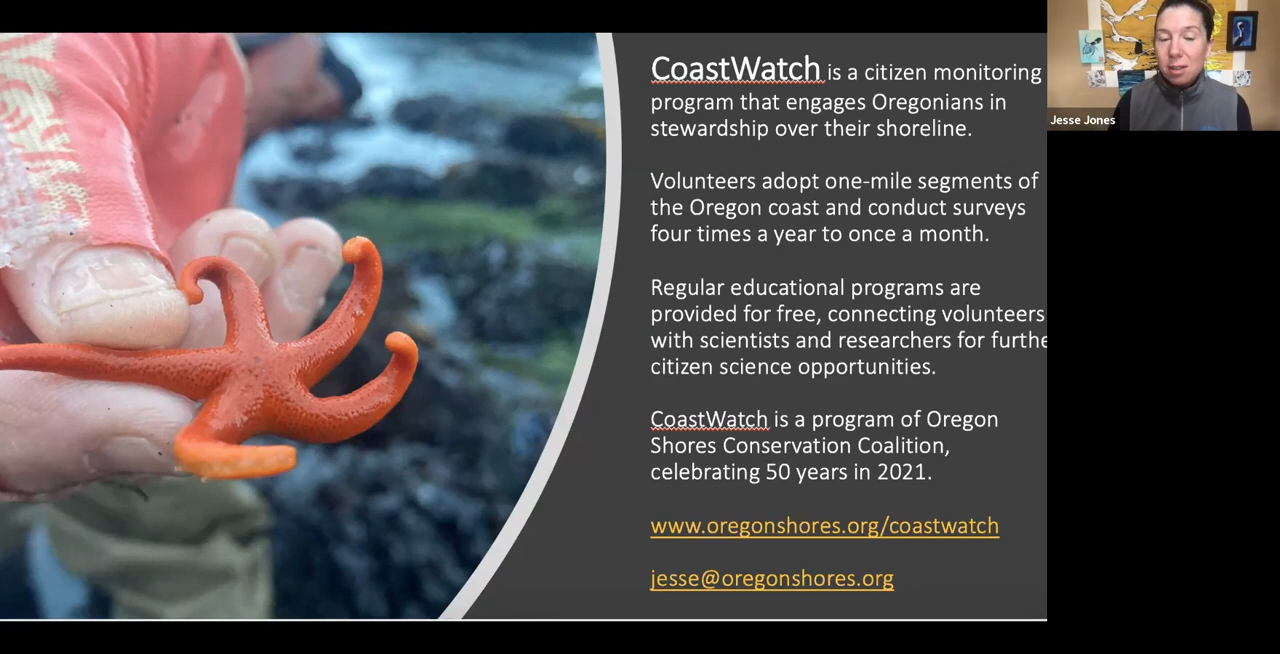 CoastWatch is a citizen monitoring
program that engages Oregonians in
stewardship over their shoreline.
Volunteers adopt one-mile segments of
the Oregon coast and conduct surveys
four times a year to once a month.
Regular educational programs are
provided for free, connecting volunteers
with scientists and researchers for furthe
citizen science opportunities.
CoastWatch is a program of Oregon
Shores Conservation Coalition,
celebrating 50 years in 2021.
www.oregonshores.org/coastwatch
jesse@oregonshores.org
Jesse Jones